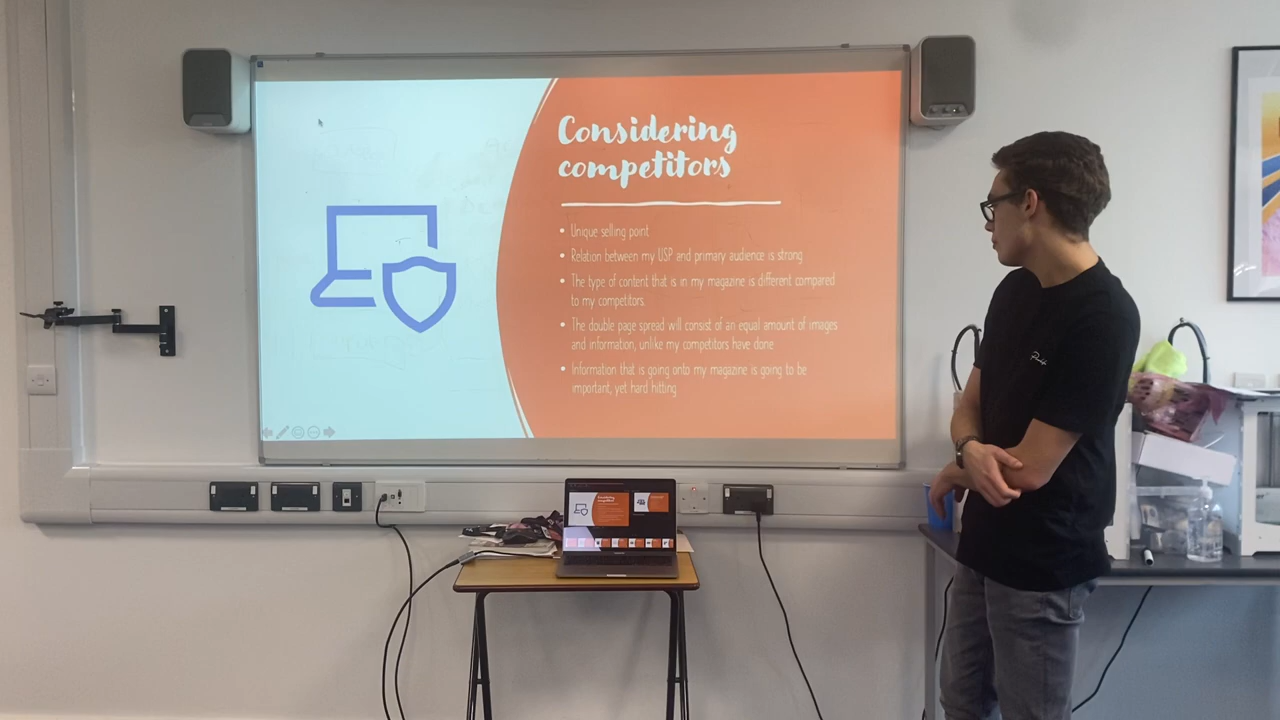 Considering
competitors
• Unique selling point
• Relation between my USP and primary audience is strong
• The type of content that is in my magazine is different compared
to my competitors.
• The double page spread will consist of an equal amount of images
and information, unlike my competitors have done
• Information that is going onto my magazine is going to be
important, yet hard hitting.